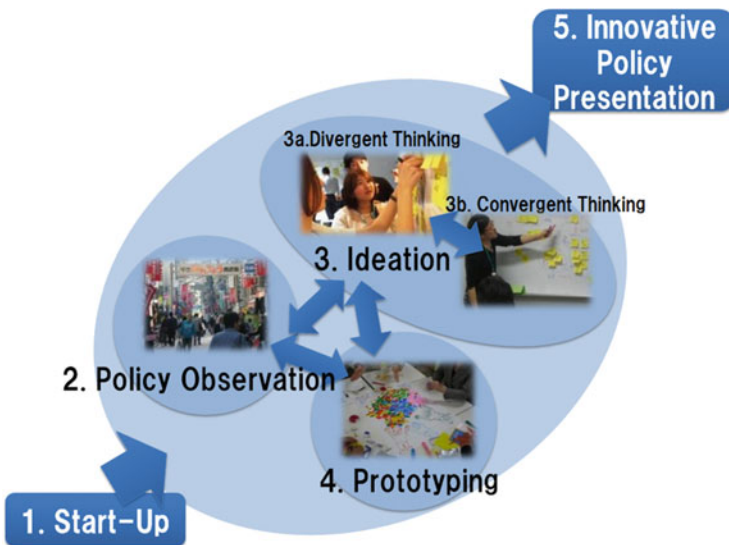 5. Innovative
Policy
Presentation
3a.Divergent Thinking
3b. Convergent Thinking
3. Ideation
2. Policy Observation
4. Prototyping
1. Start-Up